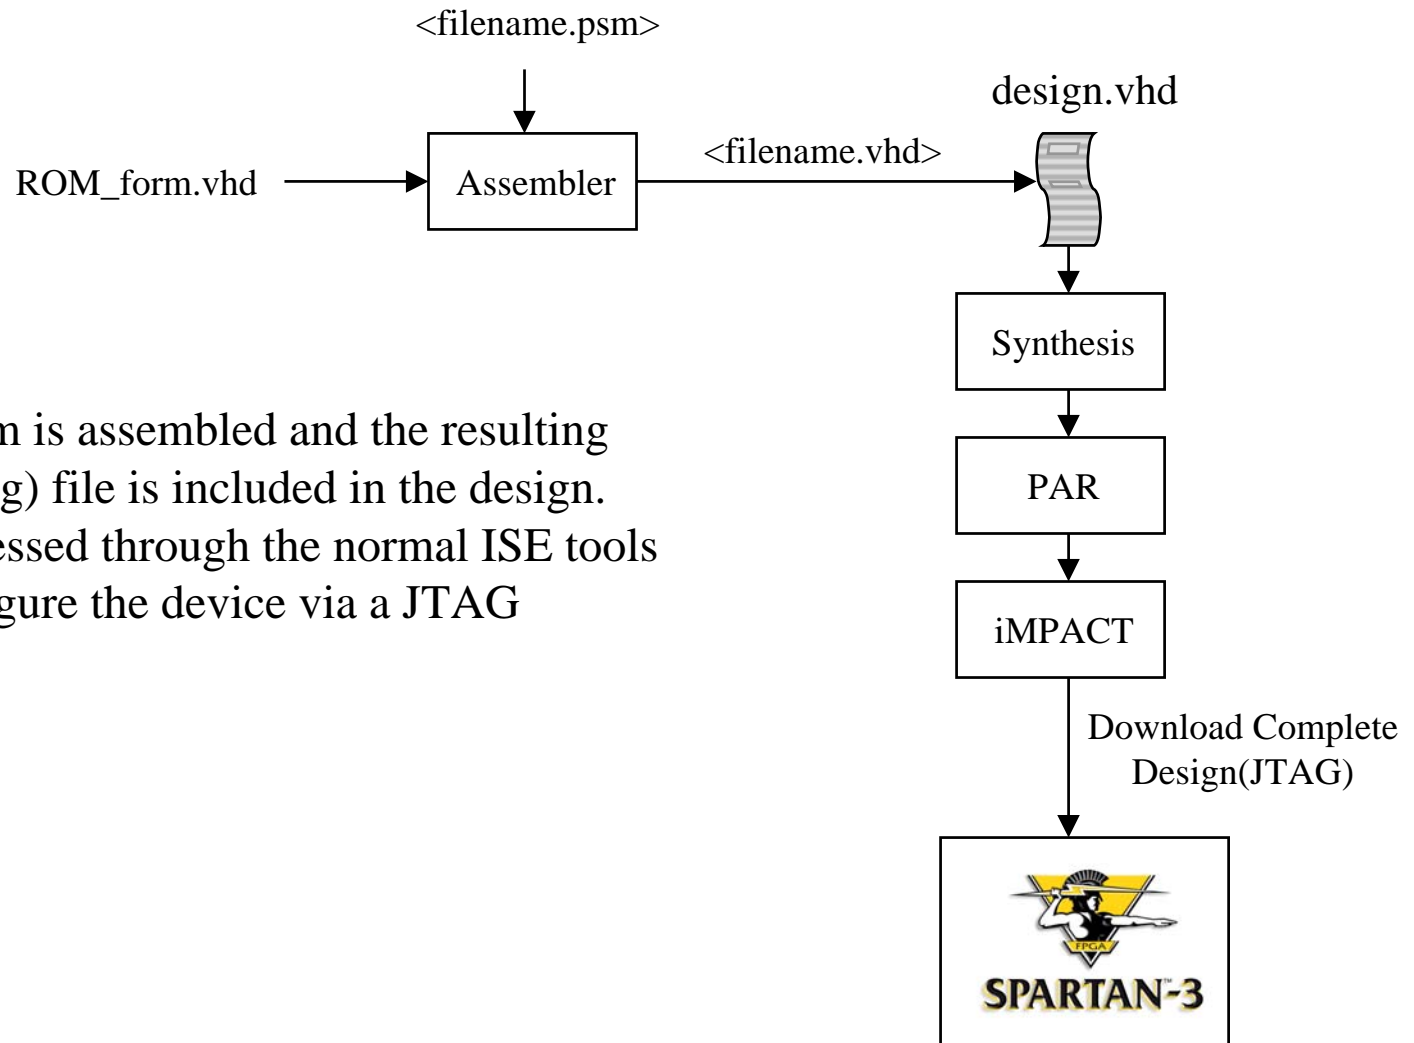 <filename.psm>
design.vhd
<filename.vhd>
ROM_form.vhd
Assembler
Synthesis
m is assembled and the resulting
g) file is included in the design.
essed through the normal ISE tools
gure the device via a JTAG
PAR
iMPACT
Download Complete
Design(JTAG)
FPGA
SPARTAN™-3